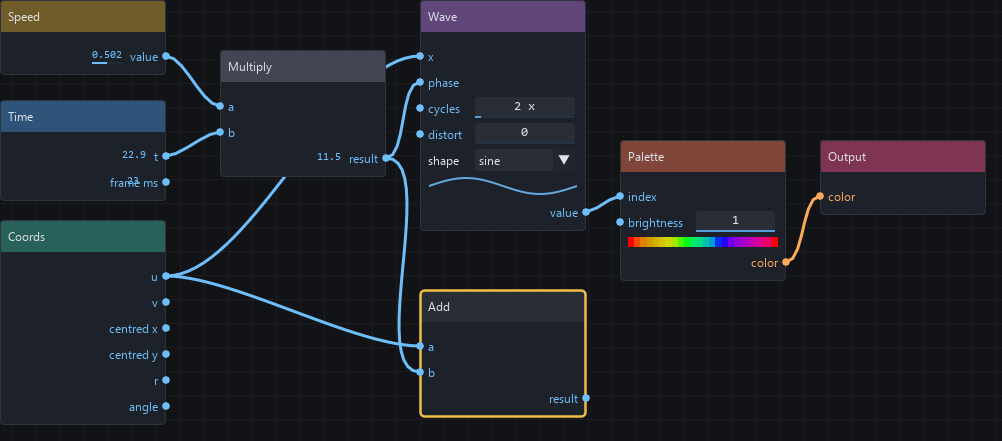 Speed
0.502 value
Time
22.9 t
23 frame ms
Coords
u
v
centred x
centred y
r
angle
Multiply
a
b
11.5 result
Wave
x
phase
cycles 2 x
distort 0
shape sine
value
Add
a
b
result
Palette
index
brightness 1
color
Output
color